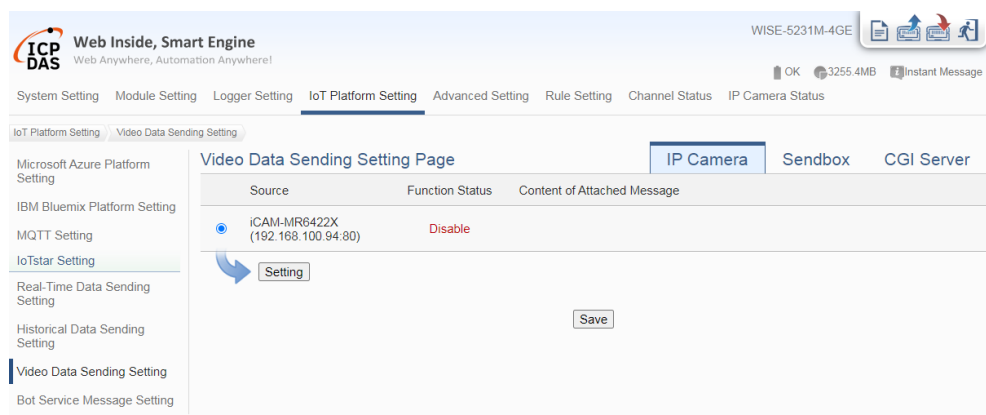 ICP
DAS
Web Inside, Smart Engine
Web Anywhere, Automation Anywhere!
WISE-5231M-4GE
OK 3255.4MB Instant Message
System Setting Module Setting Logger Setting IoT Platform Setting Advanced Setting Rule Setting Channel Status IP Camera Status
IoT Platform Setting Video Data Sending Setting
Microsoft Azure Platform
Setting
IBM Bluemix Platform Setting
MQTT Setting
IoTstar Setting
Real-Time Data Sending
Setting
Historical Data Sending
Setting
Video Data Sending Setting
Bot Service Message Setting
Video Data Sending Setting Page
IP Camera Sendbox CGI Server
Source Function Status Content of Attached Message
iCAM-MR6422X
(192.168.100.94:80)
Disable
Setting
Save